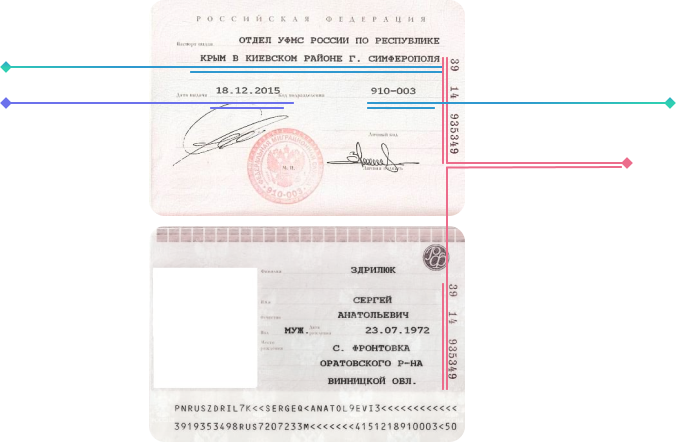 РОССИЙСКАЯ ФЕДЕРАЦИЯ
Паспорт выдан ОТДЕЛ УФМС РОССИИ ПО РЕСПУБЛИКЕ
КРЫМ В КИЕВСКОМ РАЙОНЕ Г. СИМФЕРОПОЛЯ
Дата выдачи 18.12.2015 Код подразделения 910-003
Личный код
М. П.
910-003
39 14 935349
Фамилия ЗДРИЛЮК
Имя СЕРГЕЙ
Отчество АНАТОЛЬЕВИЧ
Пол МУЖ. Дата рождения 23.07.1972
Место рождения С. ФРОНТОВКА
ОРАТОВСКОГО Р-НА
ВИННИЦКОЙ ОБЛ.
39 14 935349
PNRUSZDRIL7K<<SERGEQ<ANATOL9EVI3<<<<<<<<<<<<
3919353498RUS7207233M<<<<<<<4151218910003<50